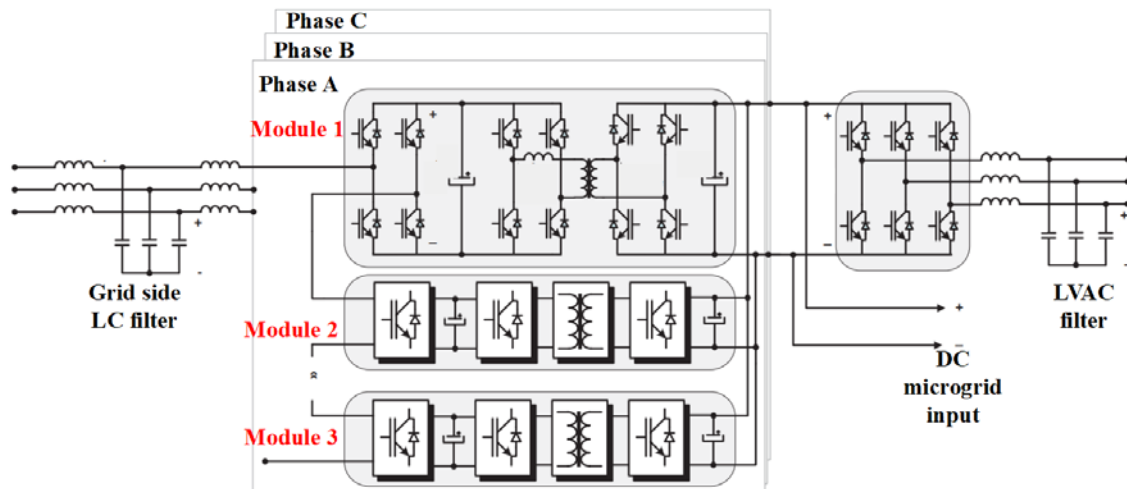 Phase C
Phase B
Phase A
Module 1
+
−
+
−
+
-
Grid side
LC filter
Module 2
Module 3
+
-
LVAC
filter
+
−
DC
microgrid
input